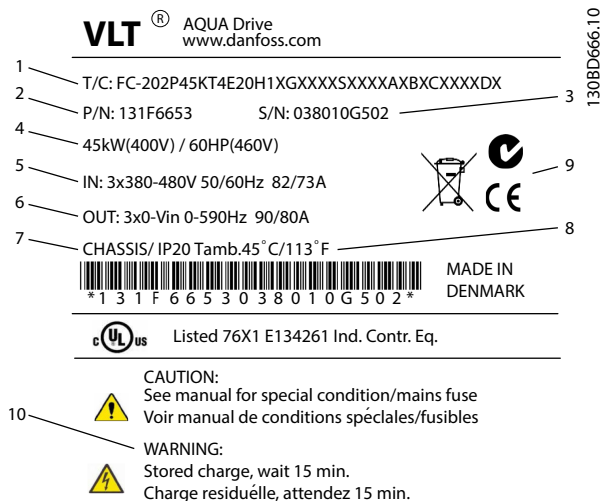 VLT ® AQUA Drive
www.danfoss.com
130BD666.10
1
T/C: FC-202P45KT4E20H1XGXXXXSXXXXAXBXCXXXXDX
2
P/N: 131F6653 S/N: 038010G502
3
4
45kW(400V) / 60HP(460V)
5
IN: 3x380-480V 50/60Hz 82/73A
6
OUT: 3x0-Vin 0-590Hz 90/80A
7
CHASSIS/ IP20 Tamb.45˚C/113˚F
8
9
CE
*131F6653038010G502*
MADE IN
DENMARK
c UL us Listed 76X1 E134261 Ind. Contr. Eq.
CAUTION:
See manual for special condition/mains fuse
Voir manual de conditions spéclales/fusibles
10
WARNING:
Stored charge, wait 15 min.
Charge residuélle, attendez 15 min.